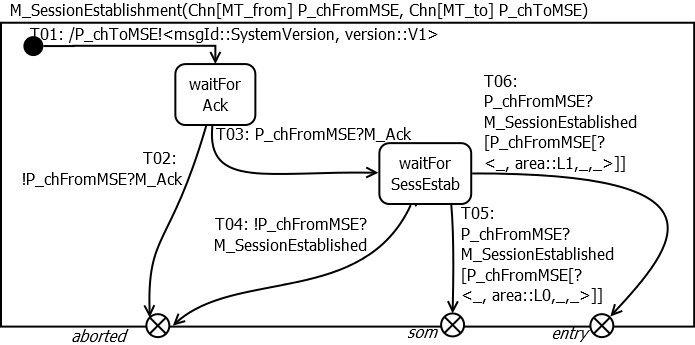 M_SessionEstablishment(Chn[MT_from] P_chFromMSE, Chn[MT_to] P_chToMSE)
T01: /P_chToMSE!<msgId::SystemVersion, version::V1>
waitFor
Ack
T03: P_chFromMSE?M_Ack
T02:
!P_chFromMSE?M_Ack
waitFor
SessEstab
T06:
P_chFromMSE?
M_SessionEstablished
[P_chFromMSE[?
<_, area::L1,_,_>]]
T04: !P_chFromMSE?
M_SessionEstablished
T05:
P_chFromMSE?
M_SessionEstablished
[P_chFromMSE[?
<_, area::L0,_,_>]]
aborted
som
entry